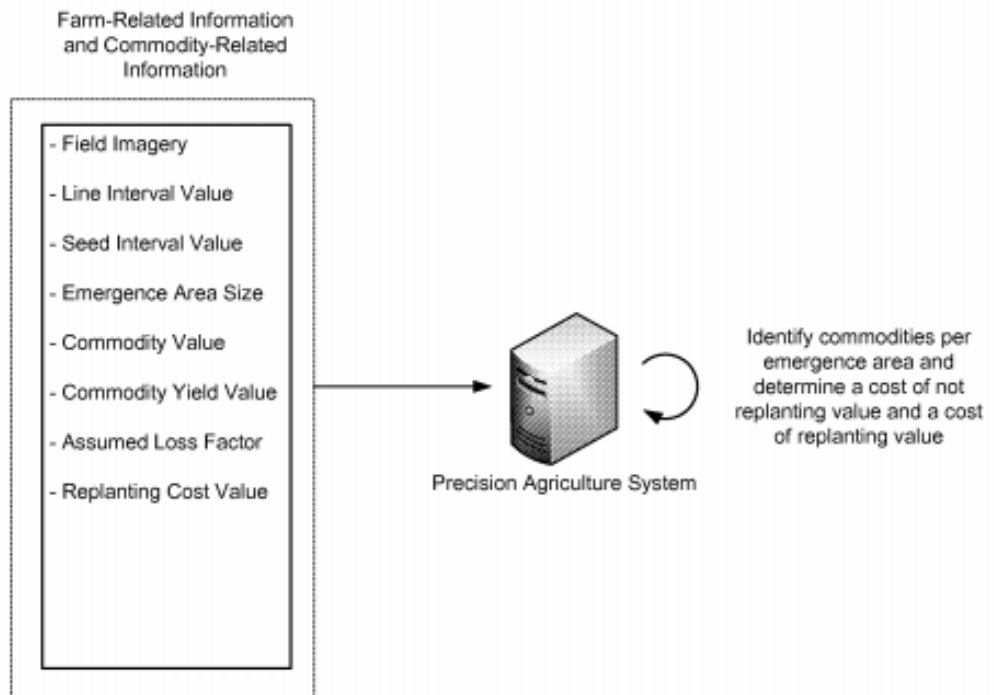 Farm-Related Information
and Commodity-Related
Information
- Field Imagery
- Line Interval Value
- Seed Interval Value
- Emergence Area Size
- Commodity Value
- Commodity Yield Value
- Assumed Loss Factor
- Replanting Cost Value
Precision Agriculture System
Identify commodities per
emergence area and
determine a cost of not
replanting value and a cost
of replanting value